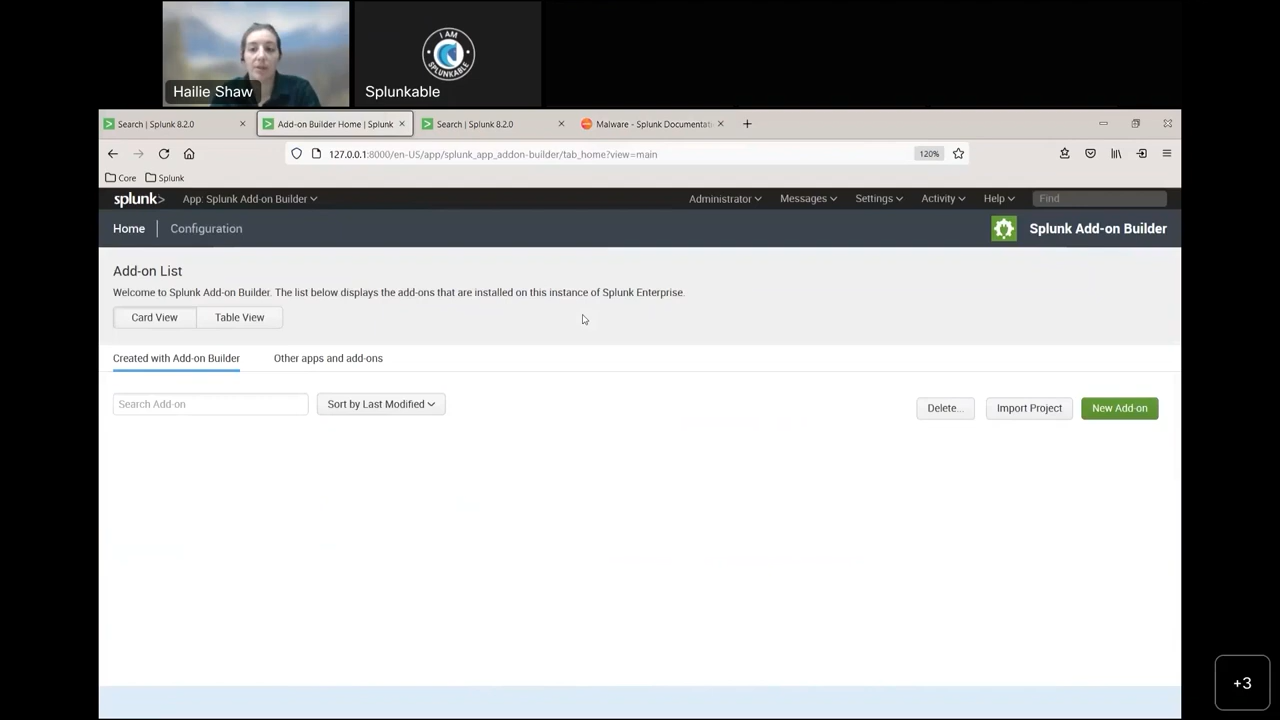 I AM
SPLUNKABLE
Hailie Shaw
Splunkable
Search | Splunk 8.2.0
Add-on Builder Home | Splunk
Search | Splunk 8.2.0
Malware - Splunk Documentati
127.0.0.1:8000/en-US/app/splunk_app_addon-builder/tab_home?view=main
120%
Core
Splunk
splunk>
App: Splunk Add-on Builder
Administrator
Messages
Settings
Activity
Help
Find
Home
Configuration
Splunk Add-on Builder
Add-on List
Welcome to Splunk Add-on Builder. The list below displays the add-ons that are installed on this instance of Splunk Enterprise.
Card View
Table View
Created with Add-on Builder
Other apps and add-ons
Search Add-on
Sort by Last Modified
Delete...
Import Project
New Add-on
+3